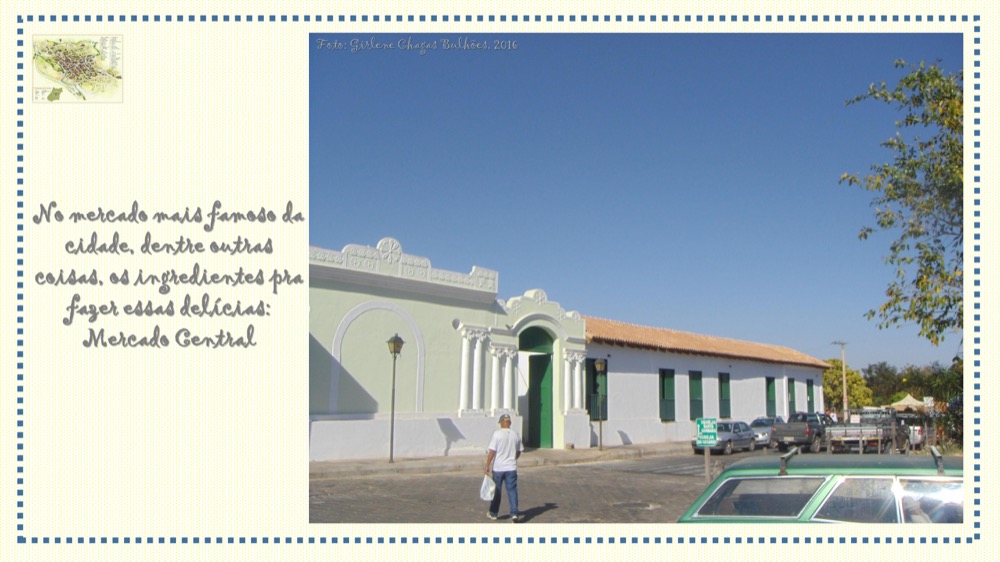 Foto: Girlene Chagas Bulhões, 2016
No mercado mais famoso da
cidade, dentre outras
coisas, os ingredientes pra
fazer essas delícias:
Mercado Central